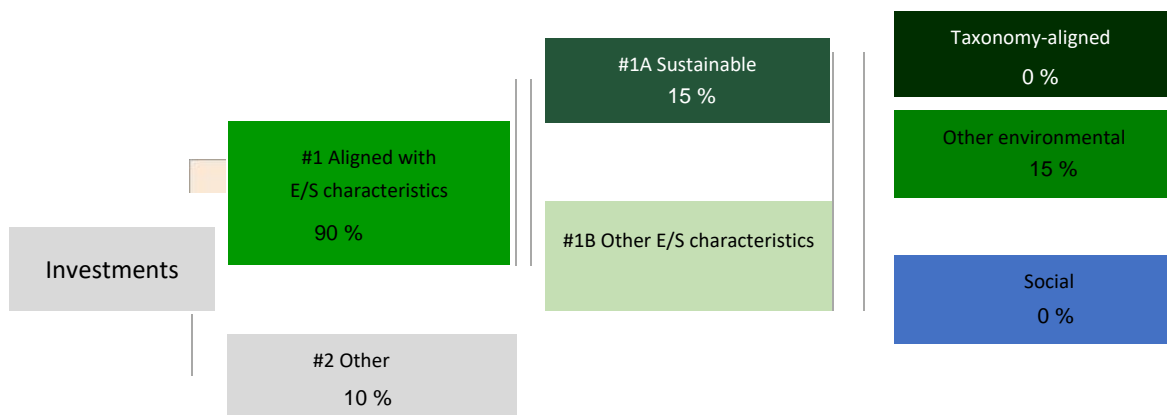 Investments
#1 Aligned with
E/S characteristics
90 %
#2 Other
10 %
#1A Sustainable
15 %
#1B Other E/S characteristics
Taxonomy-aligned
0 %
Other environmental
15 %
Social
0 %